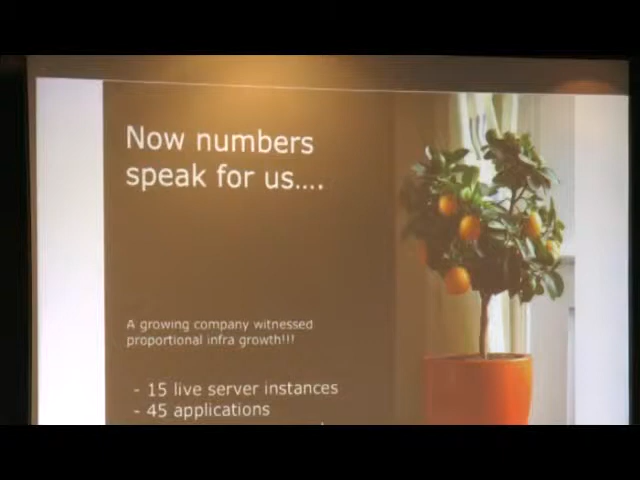 Now numbers
speak for us....
A growing company witnessed
proportional infra growth!!!
- 15 live server instances
- 45 applications